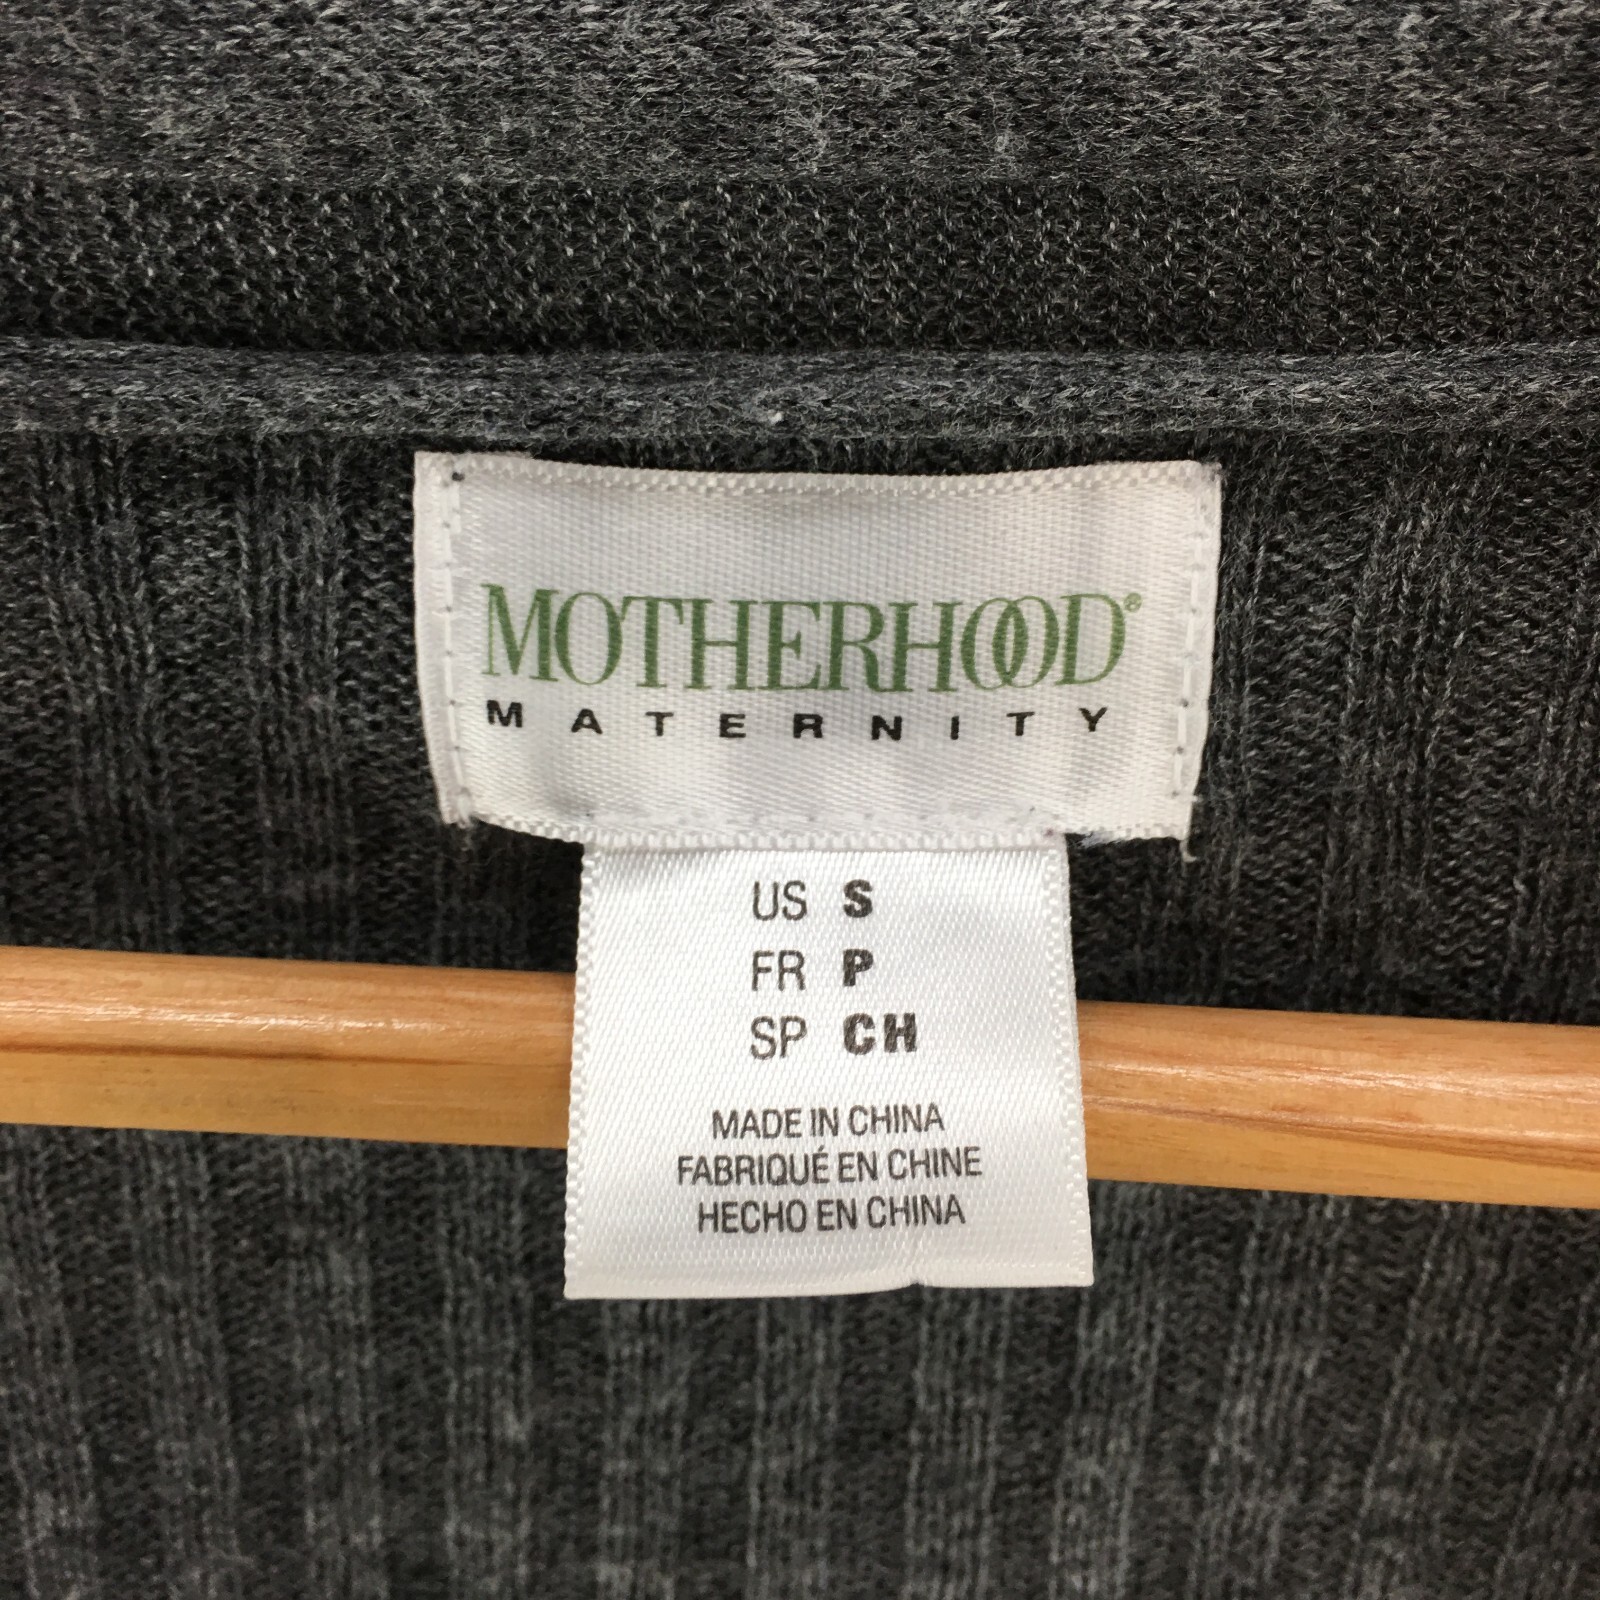 MOTHERHOOD®
MATERNITY
US S
FR P
SP CH
MADE IN CHINA
FABRIQUÉ EN CHINE
HECHO EN CHINA